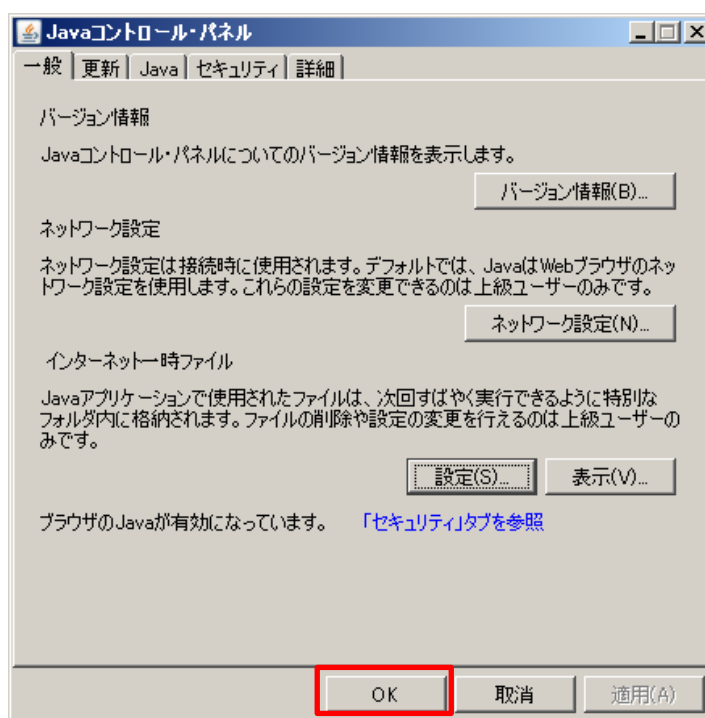 Javaコントロール・パネル
一般 更新 Java セキュリティ 詳細
バージョン情報
Javaコントロール・パネルについてのバージョン情報を表示します。
バージョン情報(B)...
ネットワーク設定
ネットワーク設定は接続時に使用されます。デフォルトでは、JavaはWebブラウザのネッ
トワーク設定を使用します。これらの設定を変更できるのは上級ユーザーのみです。
ネットワーク設定(N)...
インターネット一時ファイル
Javaアプリケーションで使用されたファイルは、次回すばやく実行できるように特別な
フォルダ内に格納されます。ファイルの削除や設定の変更を行えるのは上級ユーザーの
みです。
設定(S)... 表示(V)...
ブラウザのJavaが有効になっています。 「セキュリティ」タブを参照
OK 取消 適用(A)